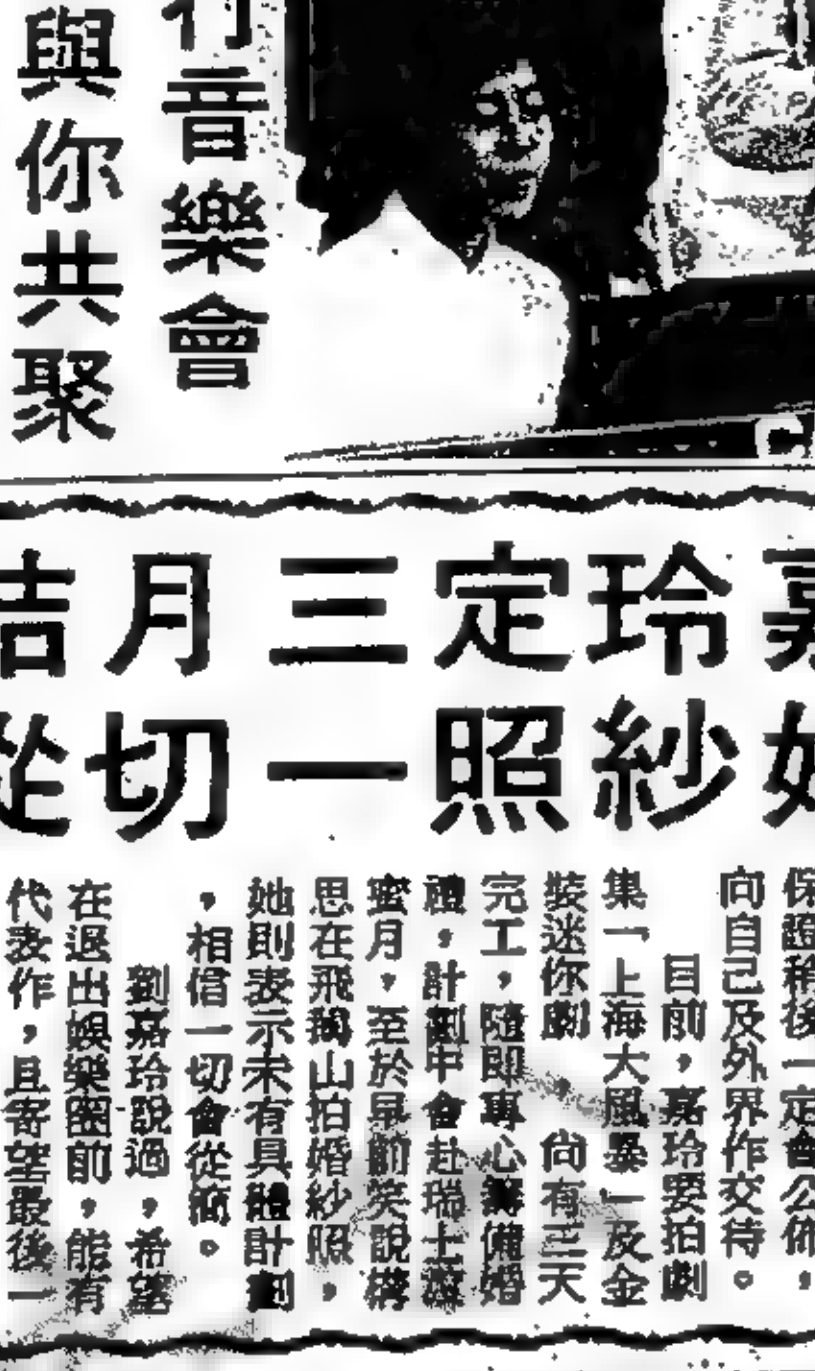 行音樂會
與你共聚
嘉玲定三月結
紗照一切從
保證稍後一定會公佈，
向自己及外界作交待。
目前，嘉玲要拍劇
集「上海大風暴」及金
裝迷你劇，尚有三天
完工，隨即專心籌備婚
禮，計劃中會赴瑞士渡
蜜月，至於早前笑說構
思在飛鵝山拍婚紗照，
她則表示未有具體計劃
，相信一切會從簡。
劉嘉玲說過，希望
在退出娛樂圈前，能有
代表作，且寄望最後一